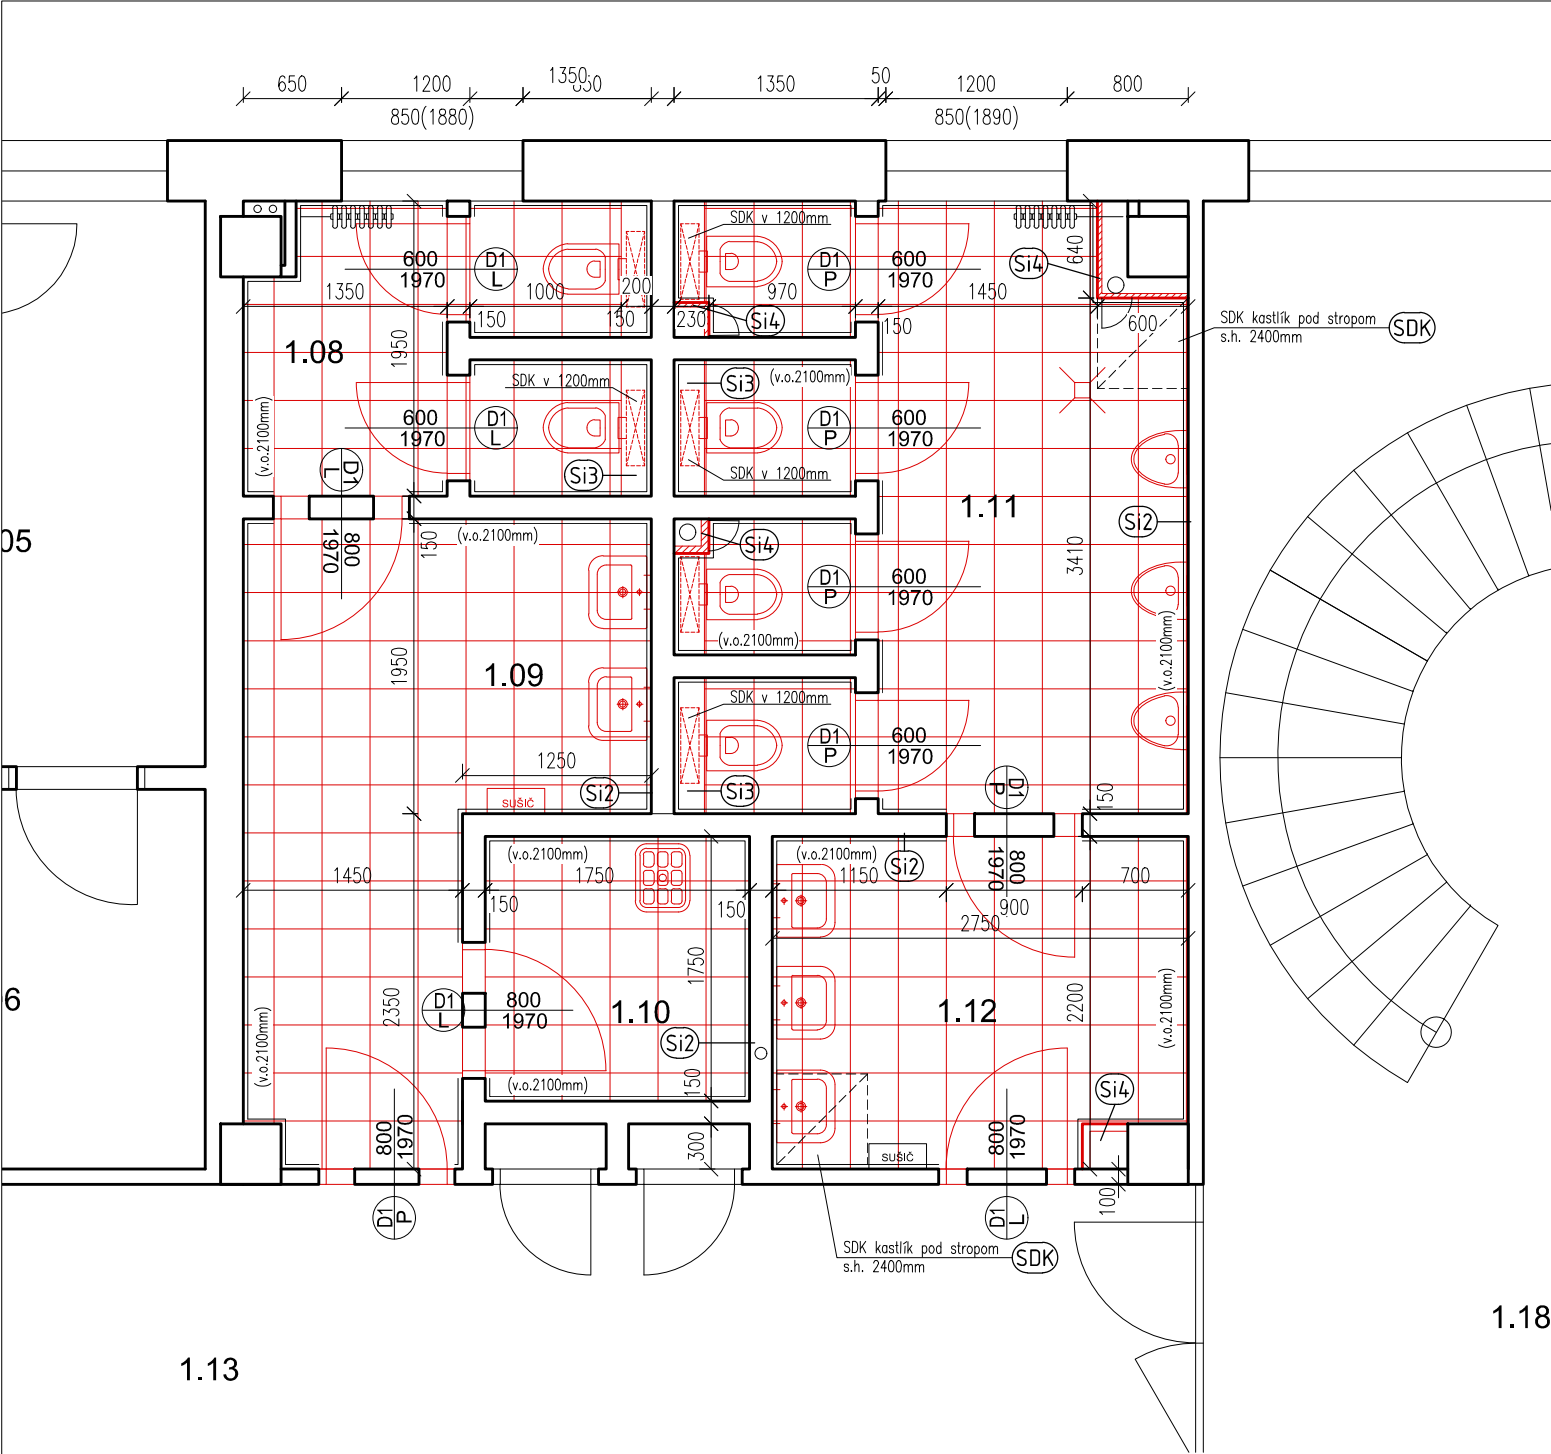 650
1200
1350
1350
50
1200
800
850(1880)
850(1890)
SDK v 1200mm
600
1970
D1
L
D1
P
600
1970
640
Si4
1350
1000
200
970
1450
150
150
230
Si4
150
600
SDK kastlík pod stropom
s.h. 2400mm
SDK
1.08
1950
SDK v 1200mm
Si3
(v.o.2100mm)
(v.o.2100mm)
600
1970
D1
L
D1
P
600
1970
D1
L
Si3
SDK v 1200mm
1.11
Si2
05
800
1970
150
(v.o.2100mm)
Si4
3410
D1
P
600
1970
(v.o.2100mm)
(v.o.2100mm)
1950
1.09
SDK v 1200mm
D1
P
600
1970
1250
Si2
SUŠIČ
Si3
D1
P
150
(v.o.2100mm)
(v.o.2100mm)
Si2
800
1970
1450
1750
1150
700
150
150
900
2750
1750
6
2350
D1
L
800
1970
1.10
1.12
2200
(v.o.2100mm)
(v.o.2100mm)
Si2
(v.o.2100mm)
150
Si4
800
1970
300
800
1970
SUŠIČ
100
D1
P
D1
L
SDK kastlík pod stropom
s.h. 2400mm
SDK
1.18
1.13